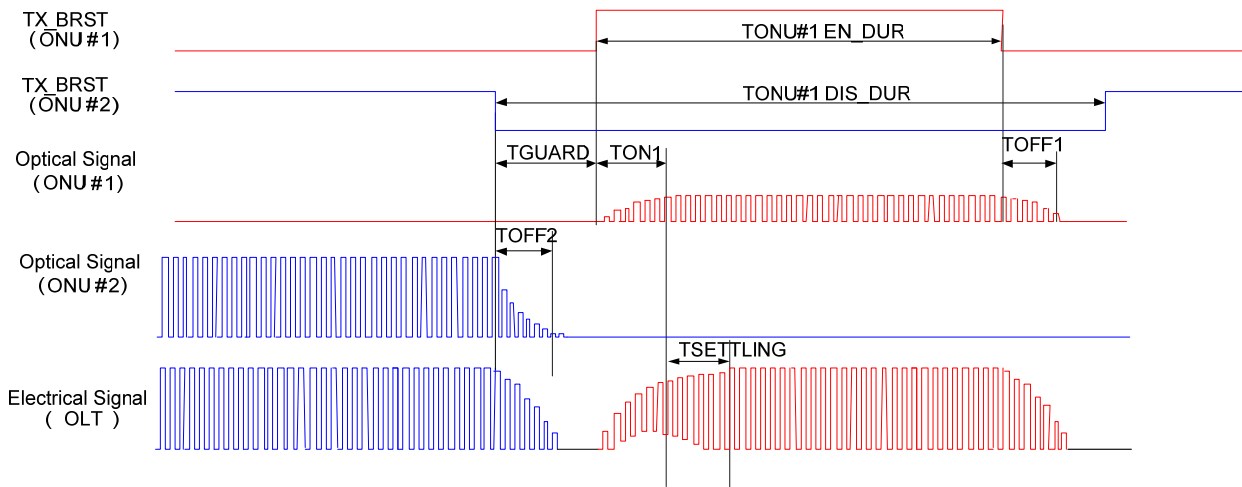 TX_BRST
(ONU#1)
TONU#1 EN_DUR
TX_BRST
(ONU#2)
TONU#1 DIS_DUR
Optical Signal
(ONU#1)
TGUARD
TON1
TOFF1
Optical Signal
(ONU#2)
TOFF2
Electrical Signal
( OLT )
TSETTLING